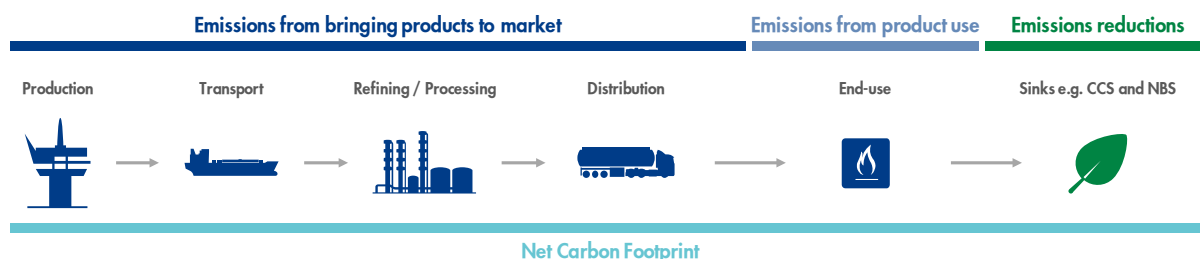 Emissions from bringing products to market
Emissions from product use
Emissions reductions
Production
Transport
Refining / Processing
Distribution
End-use
Sinks e.g. CCS and NBS
Net Carbon Footprint